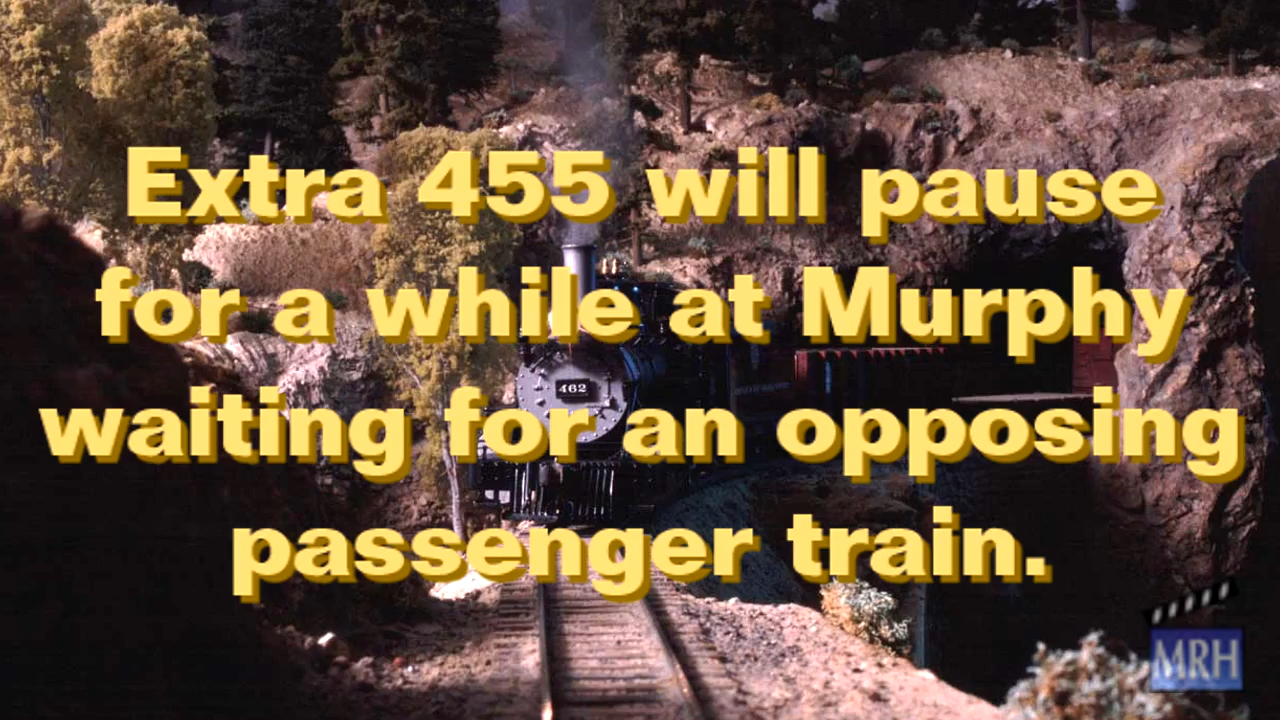 Extra 455 will pause
for a while at Murphy
waiting for an opposing
passenger train.
462
MRH